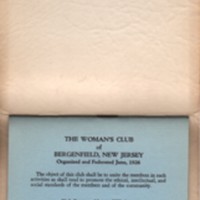 THE WOMAN'S CLUB
of
BERGENFIELD, NEW JERSEY
Organized and Federated June, 1926
The object of this club shall be to unite the members in such
activities as shall tend to promote the ethical, intellectual, and
social standards of the members and of the community.